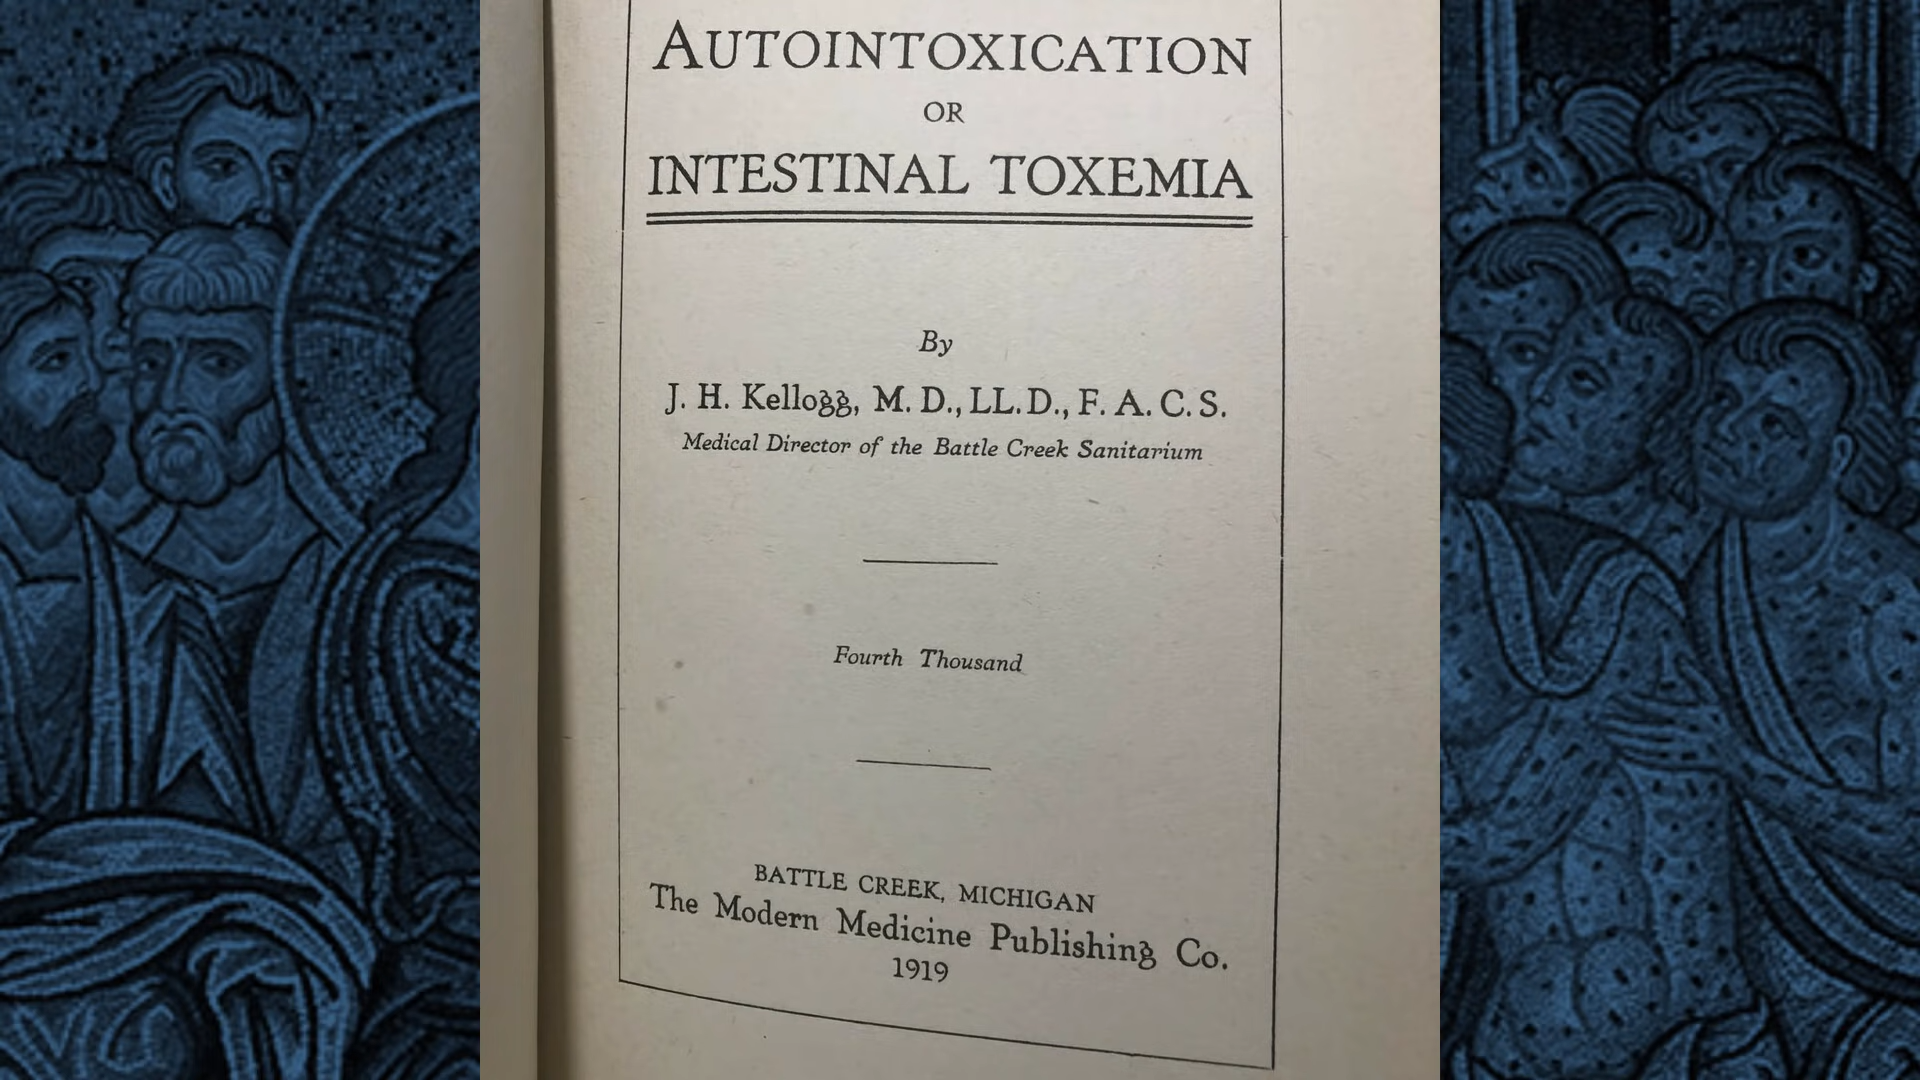 AUTOINTOXICATION
OR
INTESTINAL TOXEMIA
By
J. H. Kellogg, M. D., LL. D., F. A. C. S.
Medical Director of the Battle Creek Sanitarium
Fourth Thousand
BATTLE CREEK, MICHIGAN
The Modern Medicine Publishing Co.
1919